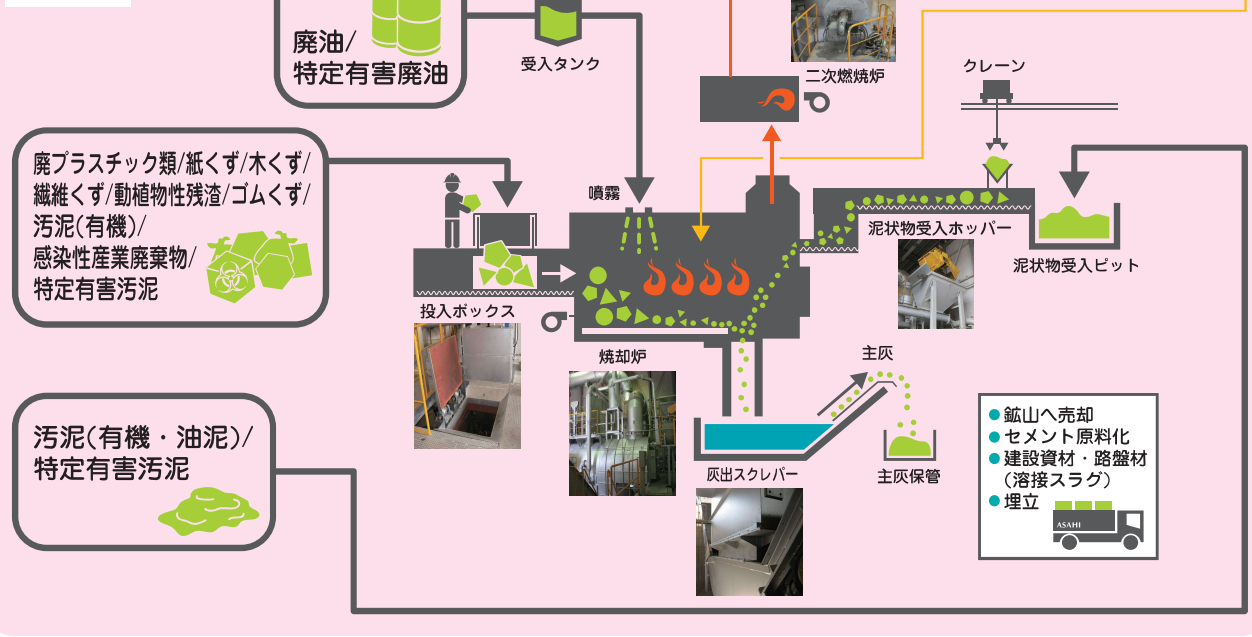 廃油/
特定有害廃油
受入タンク
二次燃焼炉
クレーン
廃プラスチック類/紙くず/木くず/
繊維くず/動植物性残渣/ゴムくず/
汚泥(有機)/
感染性産業廃棄物/
特定有害汚泥
噴霧
泥状物受入ホッパー
泥状物受入ピット
投入ボックス
焼却炉
主灰
汚泥(有機・油泥)/
特定有害汚泥
灰出スクレパー
主灰保管
鉱山へ売却
セメント原料化
建設資材・路盤材
(溶接スラグ)
埋立
ASAHI